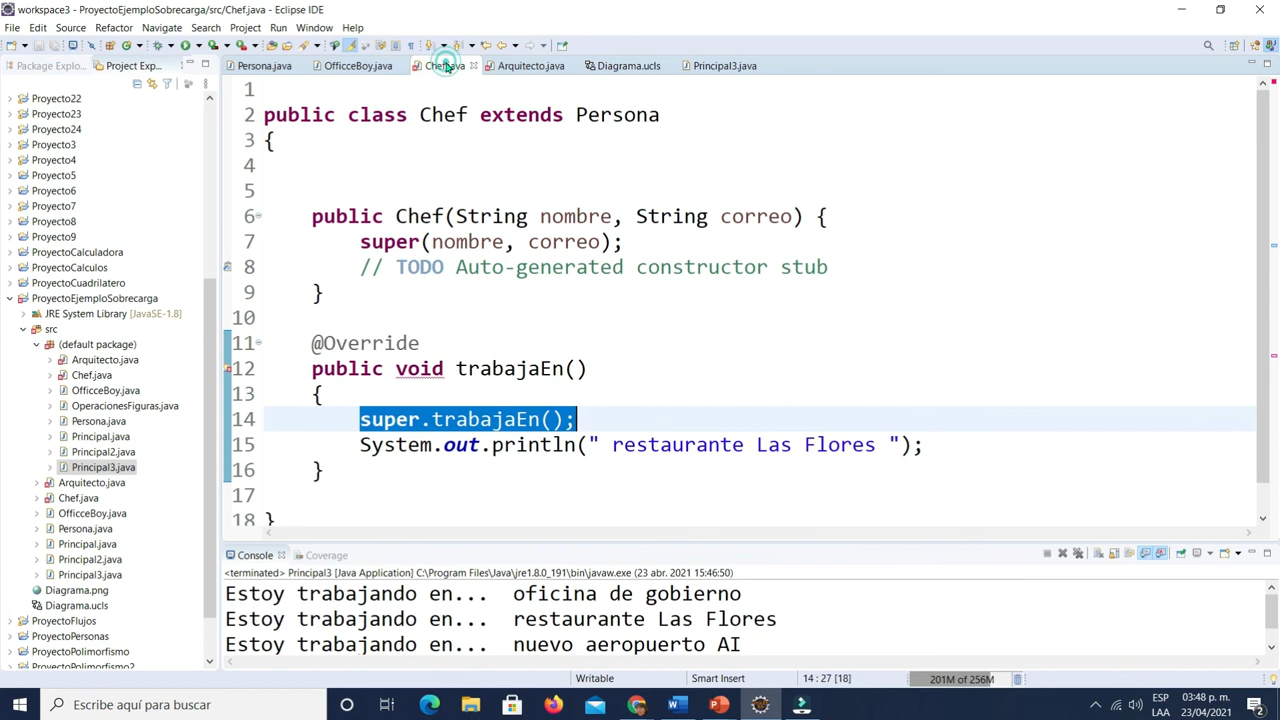 workspace3 - ProyectoEjemploSobrecarga/src/Chef.java - Eclipse IDE
File Edit Source Refactor Navigate Search Project Run Window Help
Package Explo... Project Exp...
Persona.java OfficceBoy.java Chef.java Arquitecto.java Diagrama.ucls Principal3.java
Proyecto22
Proyecto23
Proyecto24
Proyecto3
Proyecto4
Proyecto5
Proyecto6
Proyecto7
Proyecto8
Proyecto9
ProyectoCalculadora
ProyectoCalculos
ProyectoCuadrilatero
ProyectoEjemploSobrecarga
JRE System Library [JavaSE-1.8]
src
(default package)
Arquitecto.java
Chef.java
OfficceBoy.java
OperacionesFiguras.java
Persona.java
Principal.java
Principal2.java
Principal3.java
Arquitecto.java
Chef.java
OfficceBoy.java
Persona.java
Principal.java
Principal2.java
Principal3.java
Diagrama.png
Diagrama.ucls
ProyectoFlujos
ProyectoPersonas
ProyectoPolimorfismo
ProyectoPolimorfismo2
1
2 public class Chef extends Persona
3 {
4
5
6 public Chef(String nombre, String correo) {
7 super(nombre, correo);
8 // TODO Auto-generated constructor stub
9 }
10
11 @Override
12 public void trabajaEn()
13 {
14 super.trabajaEn();
15 System.out.println(" restaurante Las Flores ");
16 }
17
18 }
Console Coverage
<terminated> Principal3 [Java Application] C:\Program Files\Java\jre1.8.0_191\bin\javaw.exe (23 abr. 2021 15:46:50)
Estoy trabajando en... oficina de gobierno
Estoy trabajando en... restaurante Las Flores
Estoy trabajando en... nuevo aeropuerto AI
Writable Smart Insert 14 : 27 [18] 201M of 256M
Escribe aquí para buscar
ESP
LAA
03:48 p. m.
23/04/2021
2